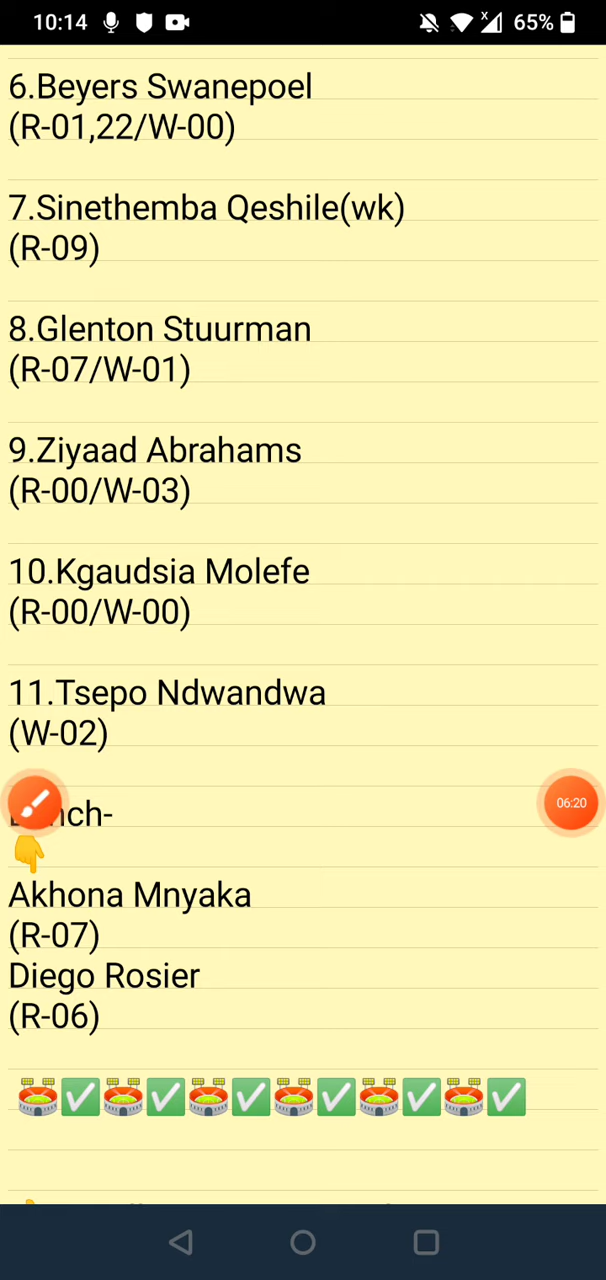 10:14 65%
6.Beyers Swanepoel
(R-01,22/W-00)
7.Sinethemba Qeshile(wk)
(R-09)
8.Glenton Stuurman
(R-07/W-01)
9.Ziyaad Abrahams
(R-00/W-03)
10.Kgaudsia Molefe
(R-00/W-00)
11.Tsepo Ndwandwa
(W-02)
06:20
Akhona Mnyaka
(R-07)
Diego Rosier
(R-06)